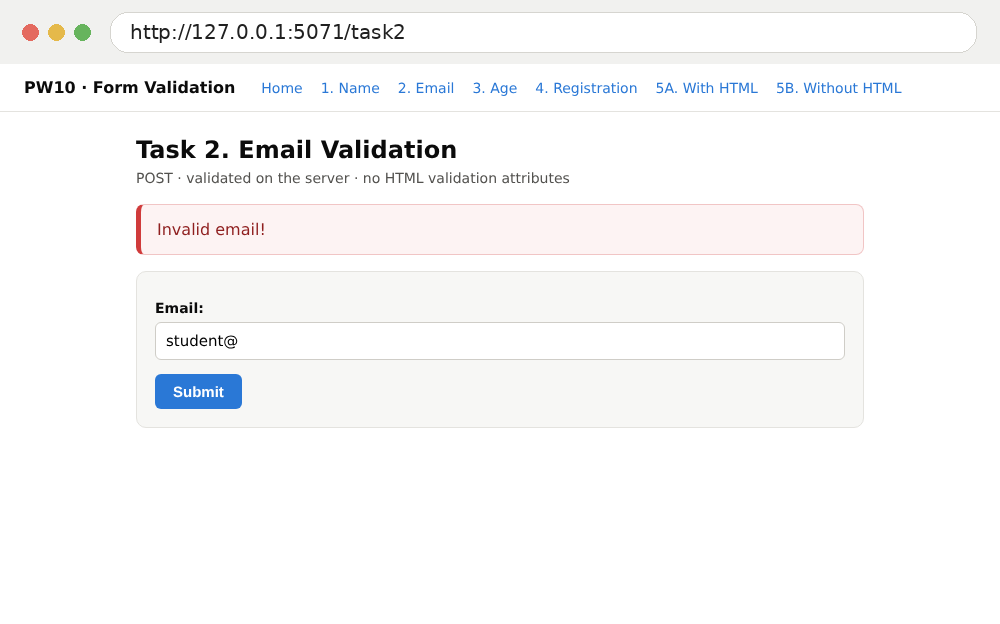 http://127.0.0.1:5071/task2
PW10 · Form Validation Home 1. Name 2. Email 3. Age 4. Registration 5A. With HTML 5B. Without HTML
Task 2. Email Validation
POST · validated on the server · no HTML validation attributes
Invalid email!
Email:
student@
Submit